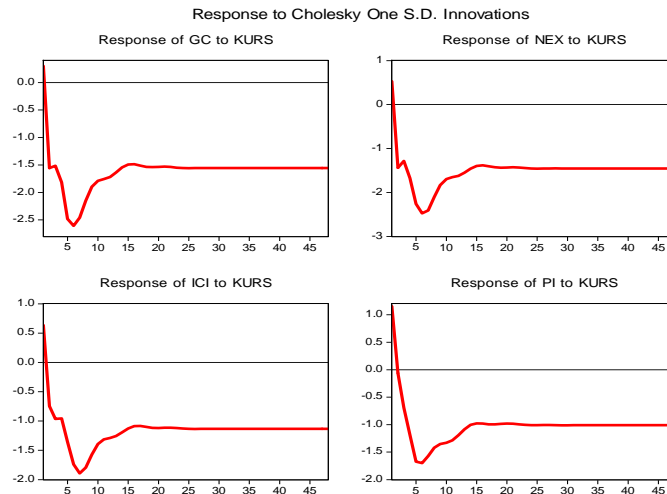 Response to Cholesky One S.D. Innovations
Response of GC to KURS
0.0
-0.5
-1.0
-1.5
-2.0
-2.5
5 10 15 20 25 30 35 40 45
Response of NEX to KURS
1
0
-1
-2
-3
5 10 15 20 25 30 35 40 45
Response of ICI to KURS
1.0
0.5
0.0
-0.5
-1.0
-1.5
-2.0
5 10 15 20 25 30 35 40 45
Response of PI to KURS
1.0
0.5
0.0
-0.5
-1.0
-1.5
-2.0
5 10 15 20 25 30 35 40 45